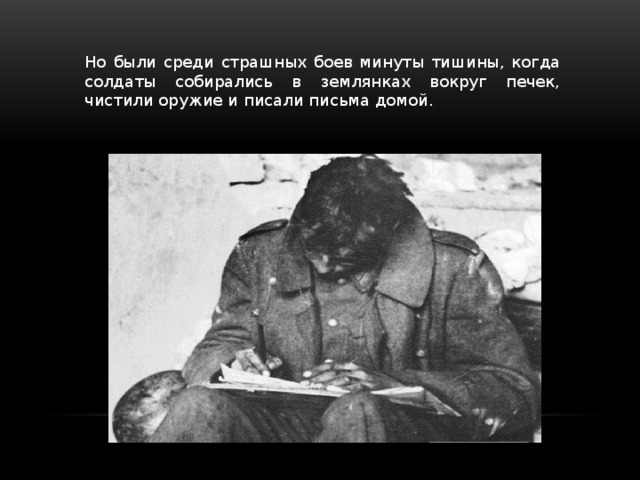 Но были среди страшных боев минуты тишины, когда
солдаты собирались в землянках вокруг печек,
чистили оружие и писали письма домой.